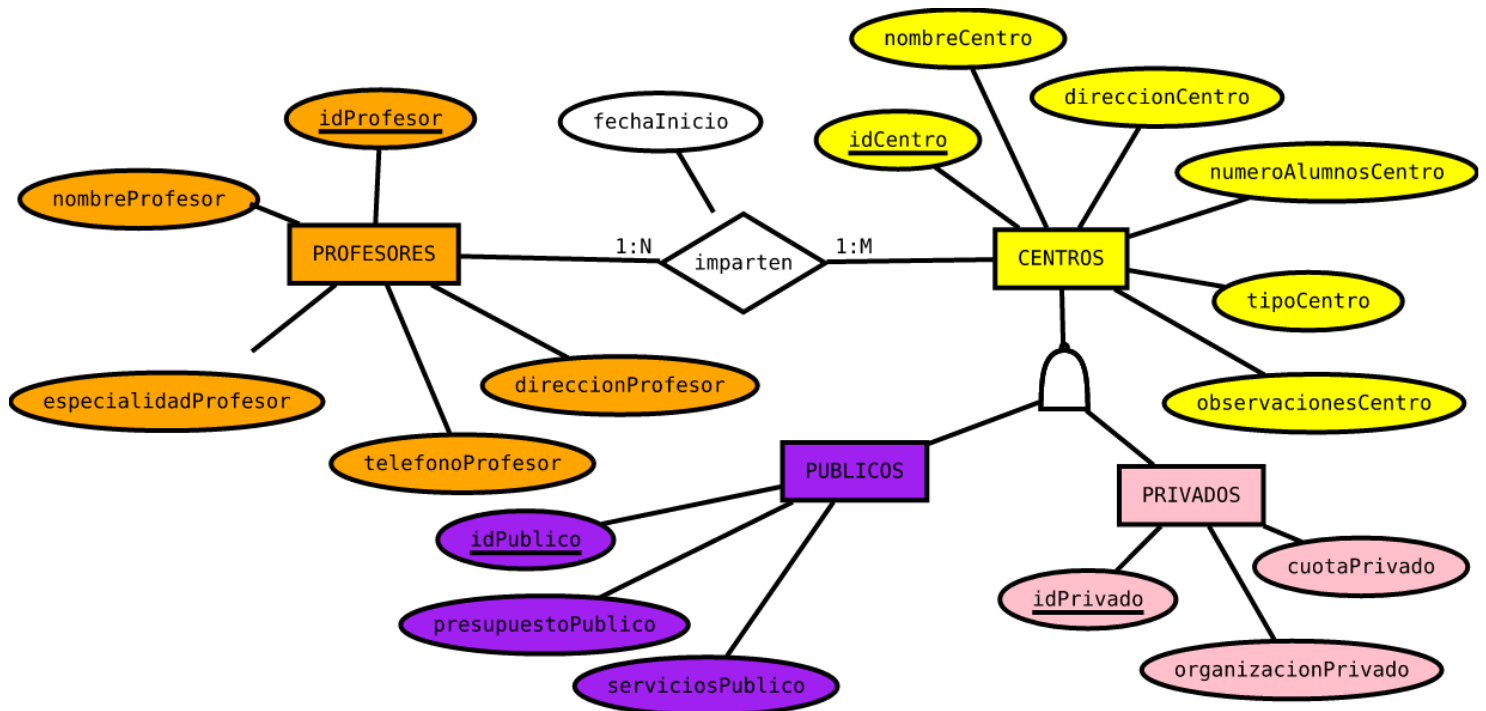 nombreCentro
direccionCentro
idProfesor
fechaInicio
idCentro
numeroAlumnosCentro
nombreProfesor
PROFESORES
1:N
imparten
1:M
CENTROS
tipoCentro
especialidadProfesor
direccionProfesor
observacionesCentro
telefonoProfesor
PUBLICOS
PRIVADOS
idPublico
cuotaPrivado
idPrivado
presupuestoPublico
organizacionPrivado
serviciosPublico